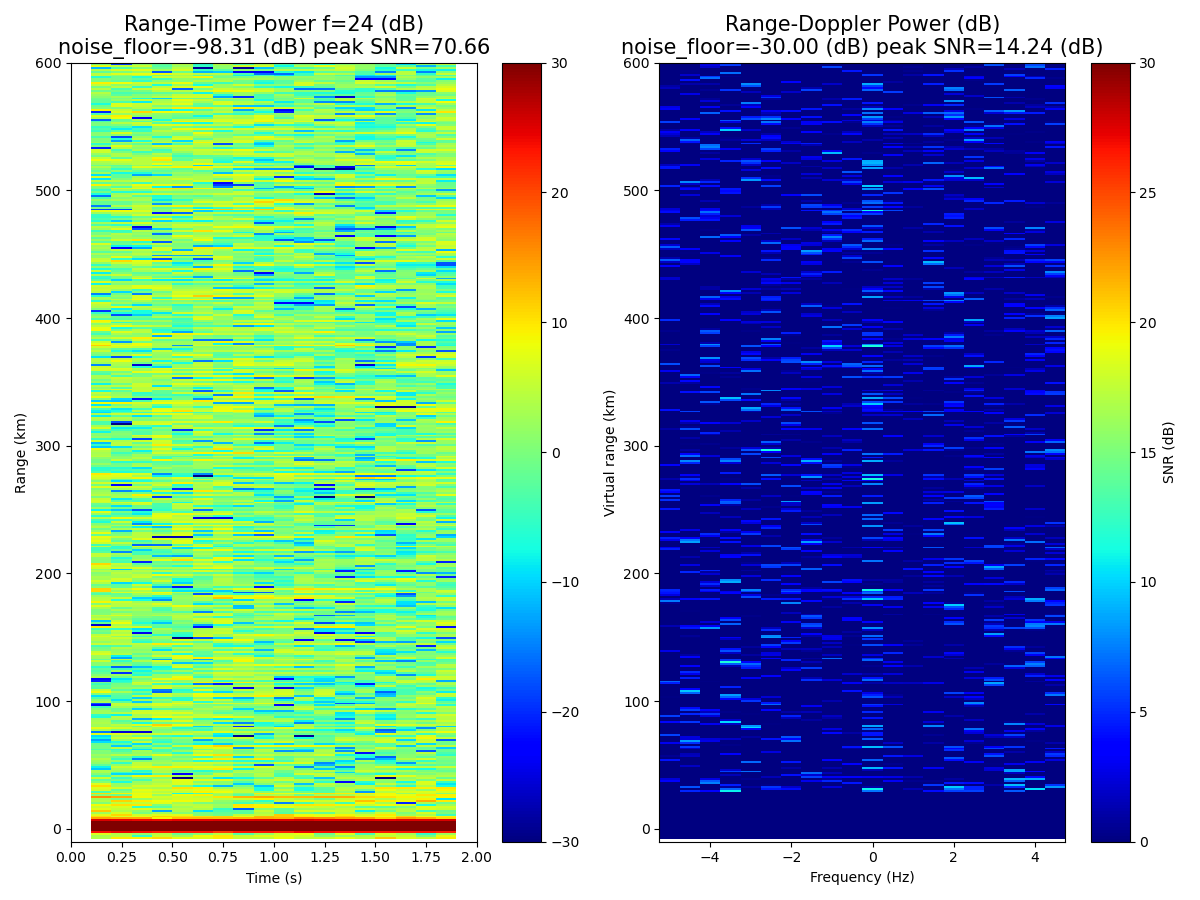 Range-Time Power f=24 (dB)
noise_floor=-98.31 (dB) peak SNR=70.66
600
500
400
300
200
100
0
Range (km)
0.00 0.25 0.50 0.75 1.00 1.25 1.50 1.75 2.00
Time (s)
30
20
10
0
−10
−20
−30
Range-Doppler Power (dB)
noise_floor=-30.00 (dB) peak SNR=14.24 (dB)
600
500
400
300
200
100
0
Virtual range (km)
−4 −2 0 2 4
Frequency (Hz)
30
25
20
15
10
5
0
SNR (dB)